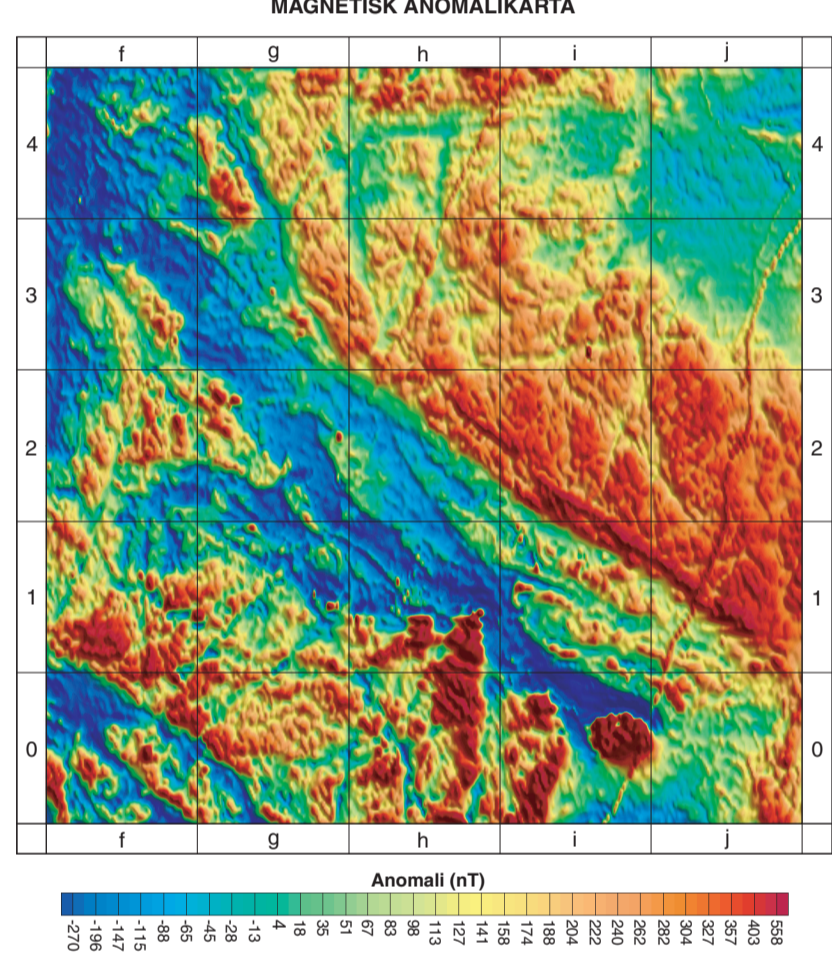 MAGNETISK ANOMALIKARTA
f g h i j
4 4
3 3
2 2
1 1
0 0
f g h i j
Anomali (nT)
-270 -196 -147 -115 -88 -65 -45 -28 -13 4 18 35 51 67 83 98 113 127 141 158 174 188 204 222 240 262 282 304 327 357 403 558